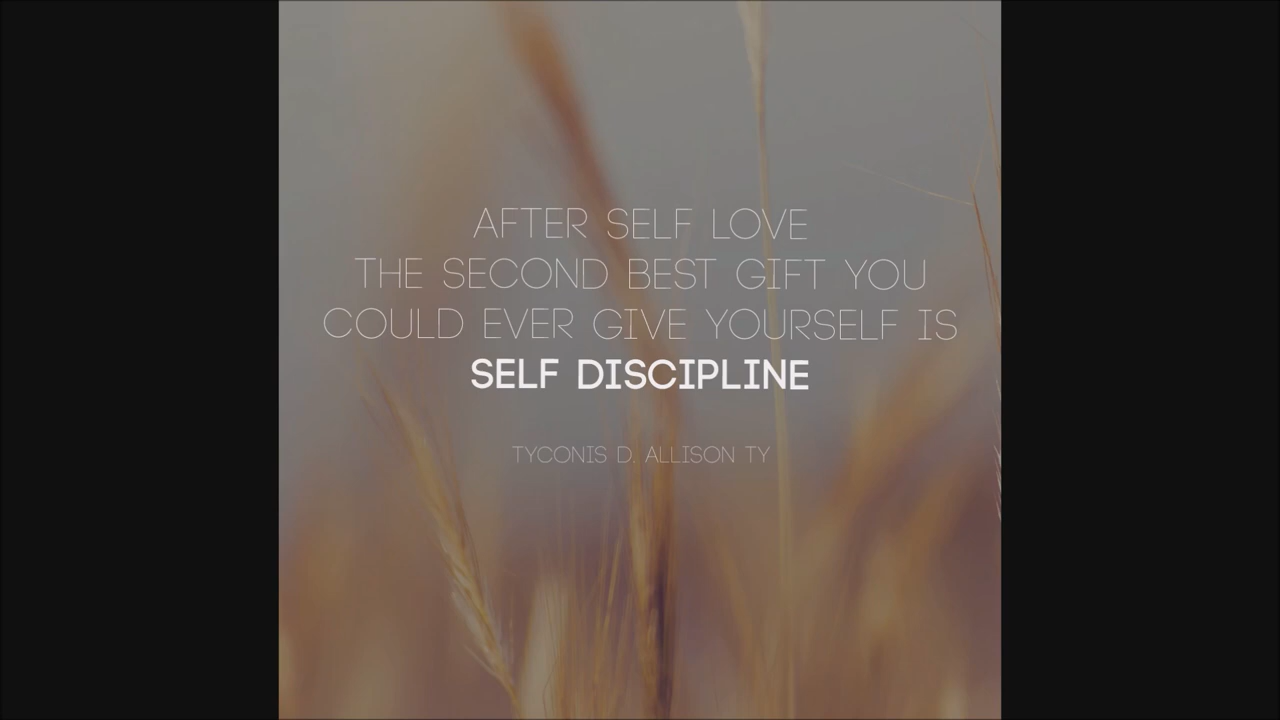 AFTER SELF LOVE
THE SECOND BEST GIFT YOU
COULD EVER GIVE YOURSELF IS
SELF DISCIPLINE
TYCONIS D. ALLISON TY